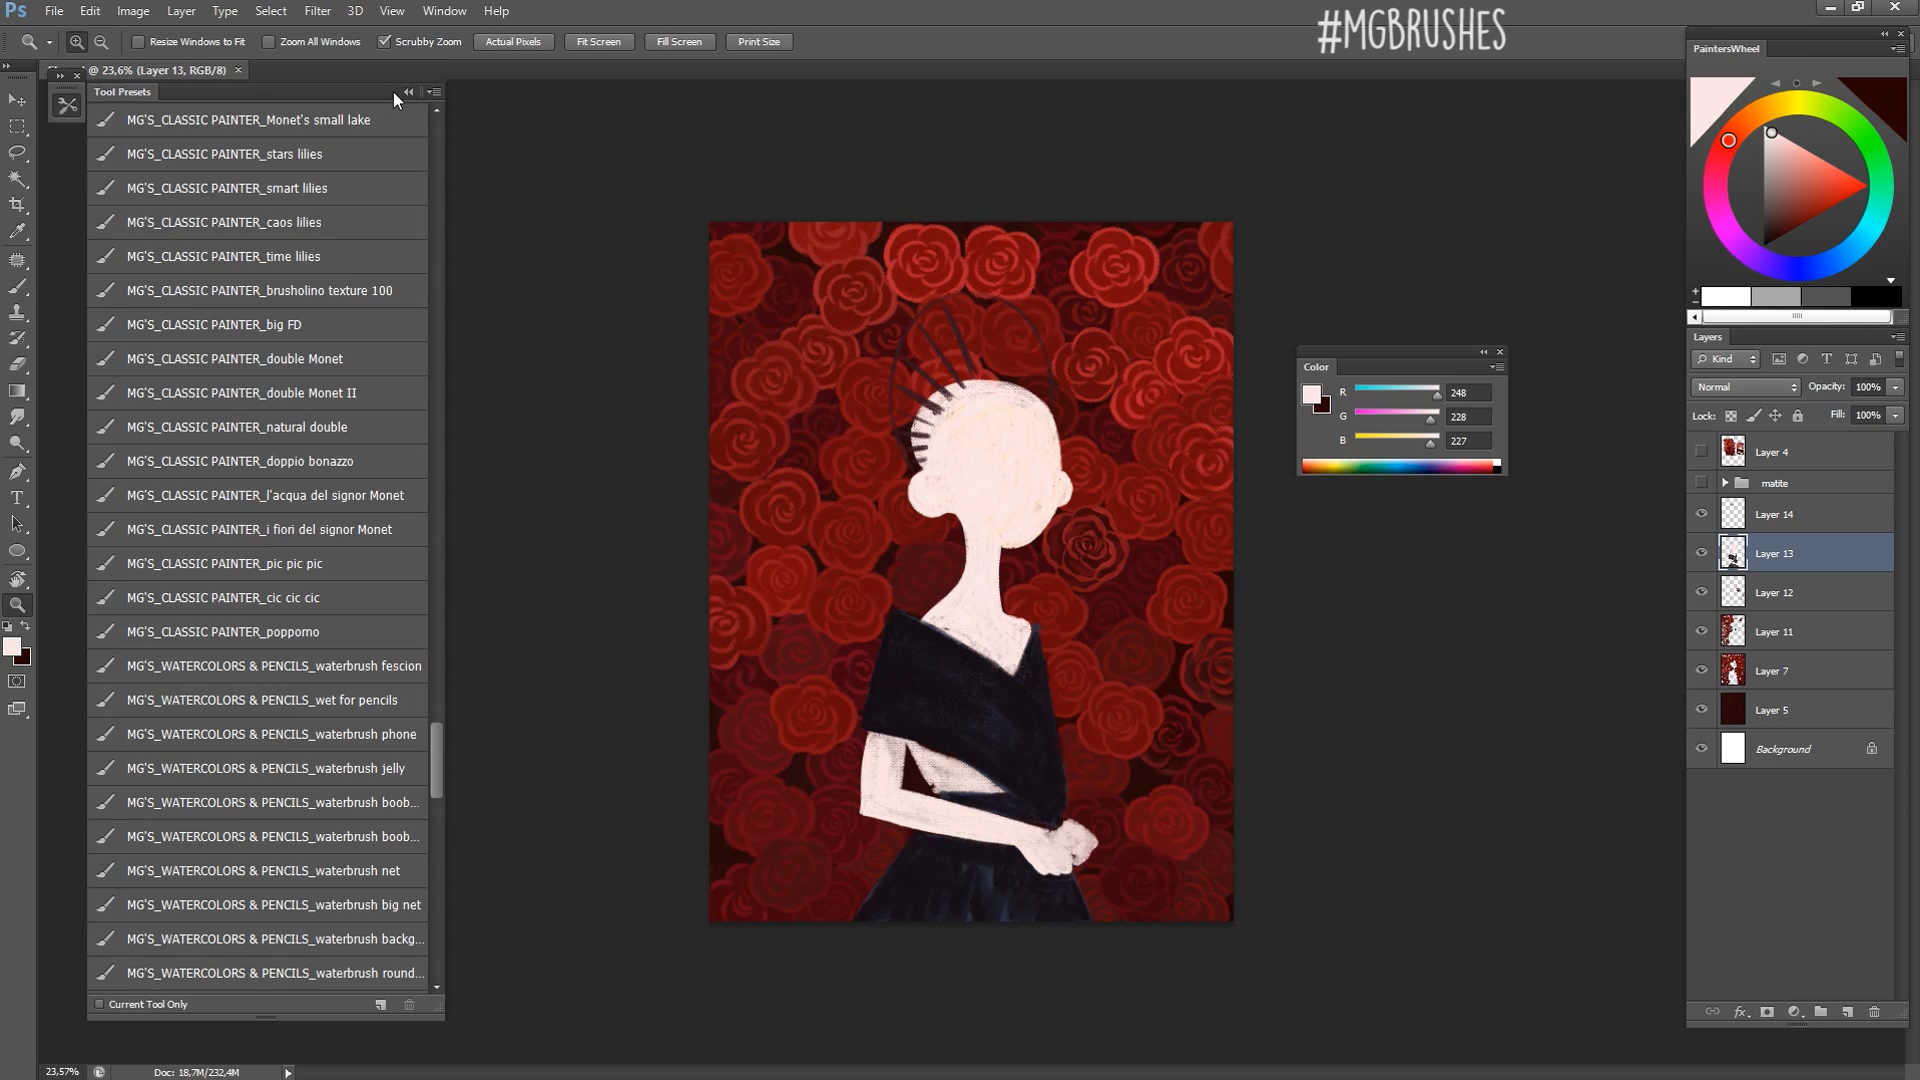 Ps File Edit Image Layer Type Select Filter 3D View Window Help
#MGBRUSHES
Resize Windows to Fit Zoom All Windows Scrubby Zoom Actual Pixels Fit Screen Fill Screen Print Size
@ 23,6% (Layer 13, RGB/8) ×
Tool Presets
MG'S_CLASSIC PAINTER_Monet's small lake
MG'S_CLASSIC PAINTER_stars lilies
MG'S_CLASSIC PAINTER_smart lilies
MG'S_CLASSIC PAINTER_caos lilies
MG'S_CLASSIC PAINTER_time lilies
MG'S_CLASSIC PAINTER_brusholino texture 100
MG'S_CLASSIC PAINTER_big FD
MG'S_CLASSIC PAINTER_double Monet
MG'S_CLASSIC PAINTER_double Monet II
MG'S_CLASSIC PAINTER_natural double
MG'S_CLASSIC PAINTER_doppio bonazzo
MG'S_CLASSIC PAINTER_l'acqua del signor Monet
MG'S_CLASSIC PAINTER_i fiori del signor Monet
MG'S_CLASSIC PAINTER_pic pic pic
MG'S_CLASSIC PAINTER_cic cic cic
MG'S_CLASSIC PAINTER_popporno
MG'S_WATERCOLORS & PENCILS_waterbrush fescion
MG'S_WATERCOLORS & PENCILS_wet for pencils
MG'S_WATERCOLORS & PENCILS_waterbrush phone
MG'S_WATERCOLORS & PENCILS_waterbrush jelly
MG'S_WATERCOLORS & PENCILS_waterbrush boob...
MG'S_WATERCOLORS & PENCILS_waterbrush boob...
MG'S_WATERCOLORS & PENCILS_waterbrush net
MG'S_WATERCOLORS & PENCILS_waterbrush big net
MG'S_WATERCOLORS & PENCILS_waterbrush backg...
MG'S_WATERCOLORS & PENCILS_waterbrush round...
Current Tool Only
23,57% Doc: 18,7M/232,4M
Color
R 248
G 228
B 227
PaintersWheel
Layers
Kind
Normal Opacity: 100%
Lock: Fill: 100%
Layer 4
matite
Layer 14
Layer 13
Layer 12
Layer 11
Layer 7
Layer 5
Background
fx